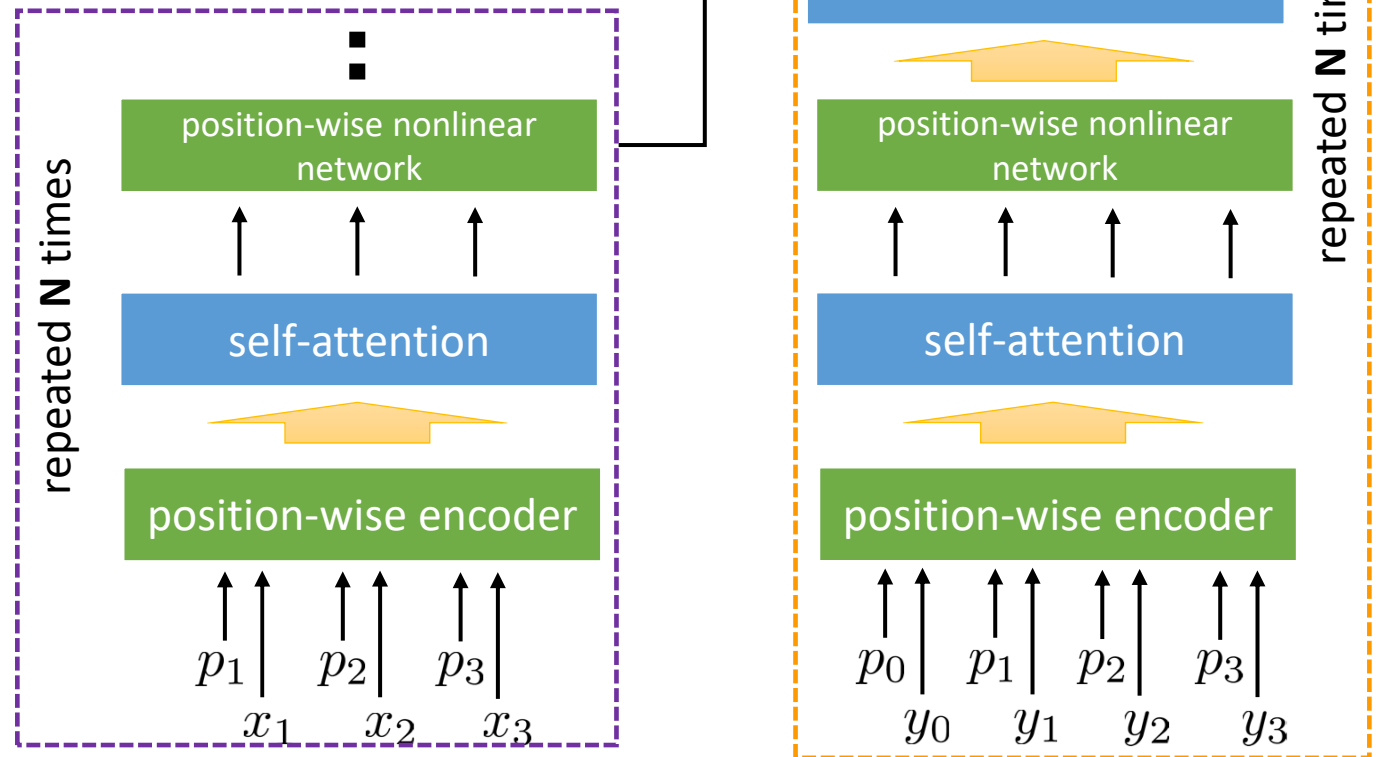 position-wise nonlinear
network
repeated N times
self-attention
position-wise encoder
p1 p2 p3
x1 x2 x3
position-wise nonlinear
network
repeated N tim
self-attention
position-wise encoder
p0 p1 p2 p3
y0 y1 y2 y3